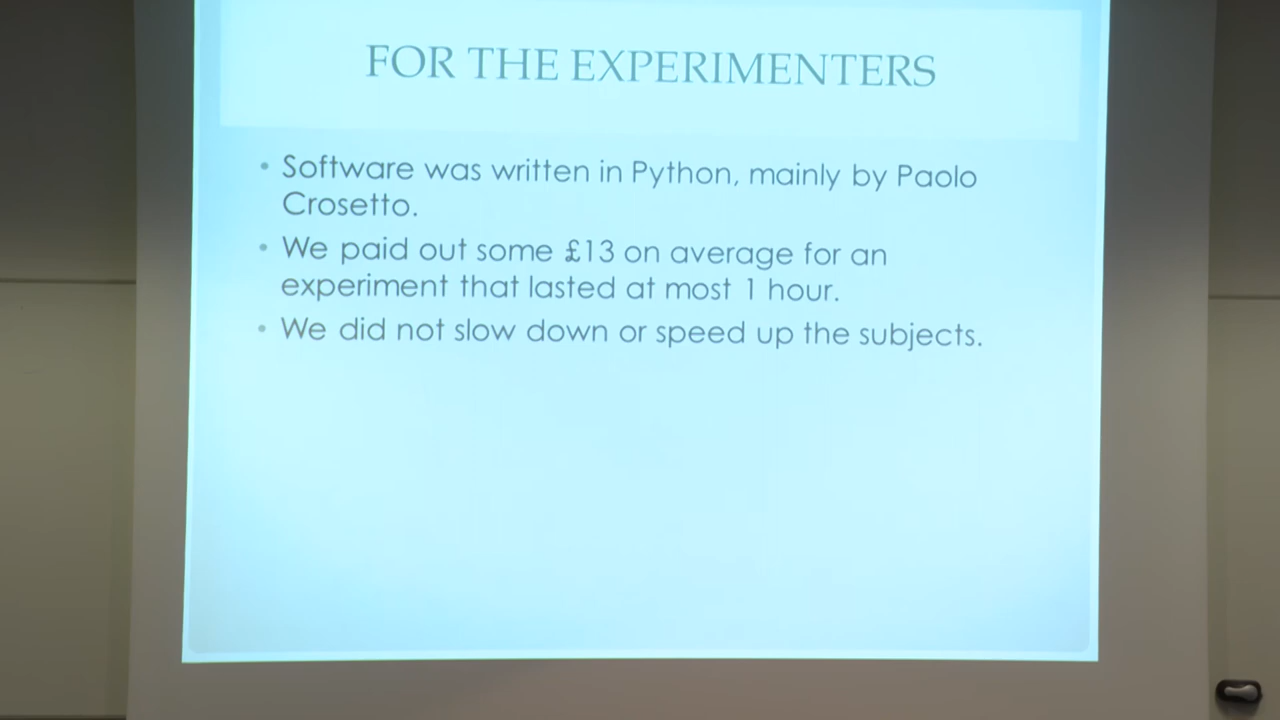 FOR THE EXPERIMENTERS
• Software was written in Python, mainly by Paolo
Crosetto.
• We paid out some £13 on average for an
experiment that lasted at most 1 hour.
• We did not slow down or speed up the subjects.